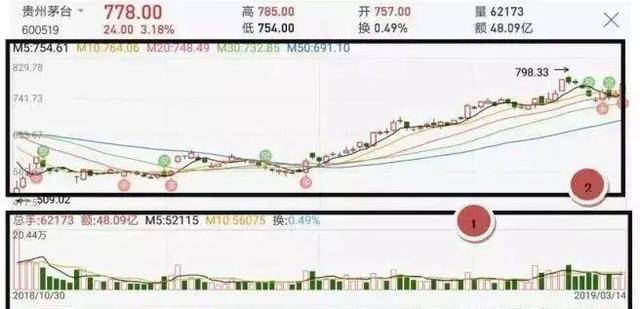 贵州茅台 778.00 高 785.00 开 757.00 量 62173
600519 24.00 3.18% 低 754.00 换 0.49% 额 48.09亿
M5:754.61 M10:764.06 M20:748.49 M30:732.85 M50:691.10
829.78
798.33
741.73
509.02
2
1
总手:62173 额:48.09亿 M5:52115 M10:56075 换:0.49%
20.44万
2018/10/30 2019/03/14